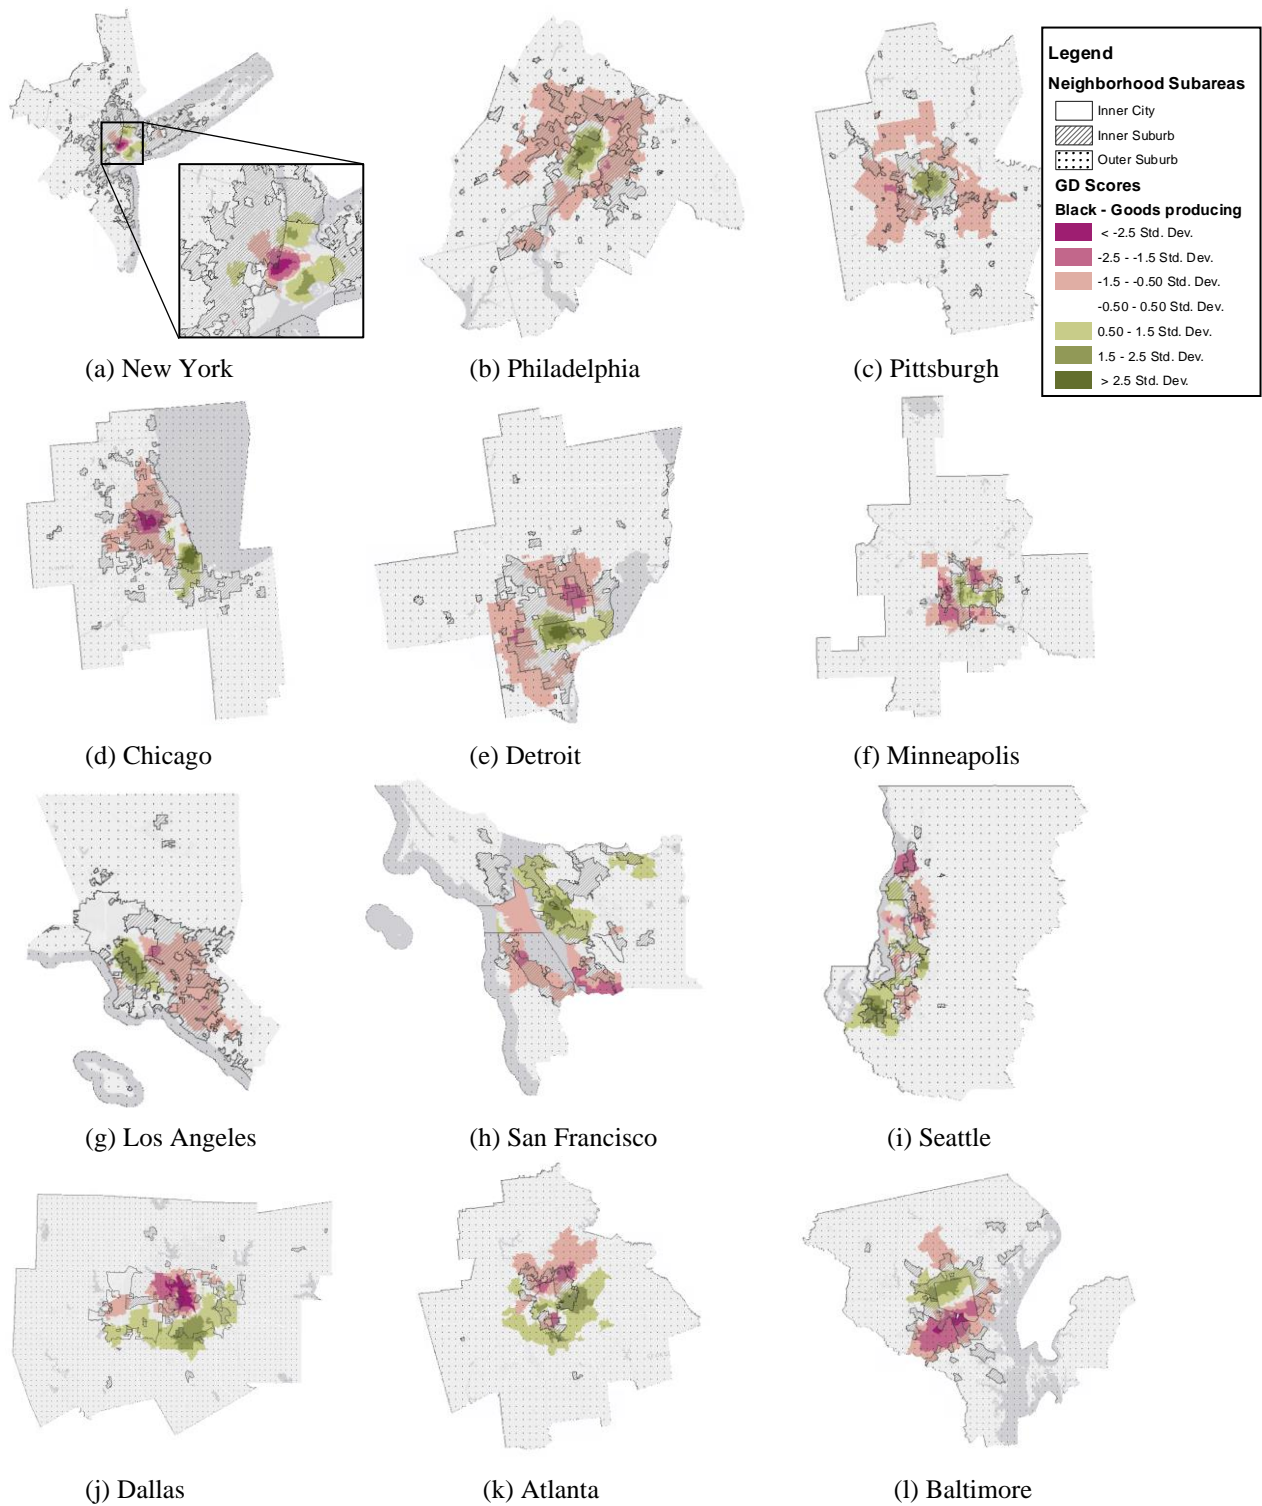 Legend
Neighborhood Subareas
Inner City
Inner Suburb
Outer Suburb
GD Scores
Black - Goods producing
< -2.5 Std. Dev.
-2.5 - -1.5 Std. Dev.
-1.5 - -0.50 Std. Dev.
-0.50 - 0.50 Std. Dev.
0.50 - 1.5 Std. Dev.
1.5 - 2.5 Std. Dev.
> 2.5 Std. Dev.
(a) New York
(b) Philadelphia
(c) Pittsburgh
(d) Chicago
(e) Detroit
(f) Minneapolis
(g) Los Angeles
(h) San Francisco
(i) Seattle
(j) Dallas
(k) Atlanta
(l) Baltimore